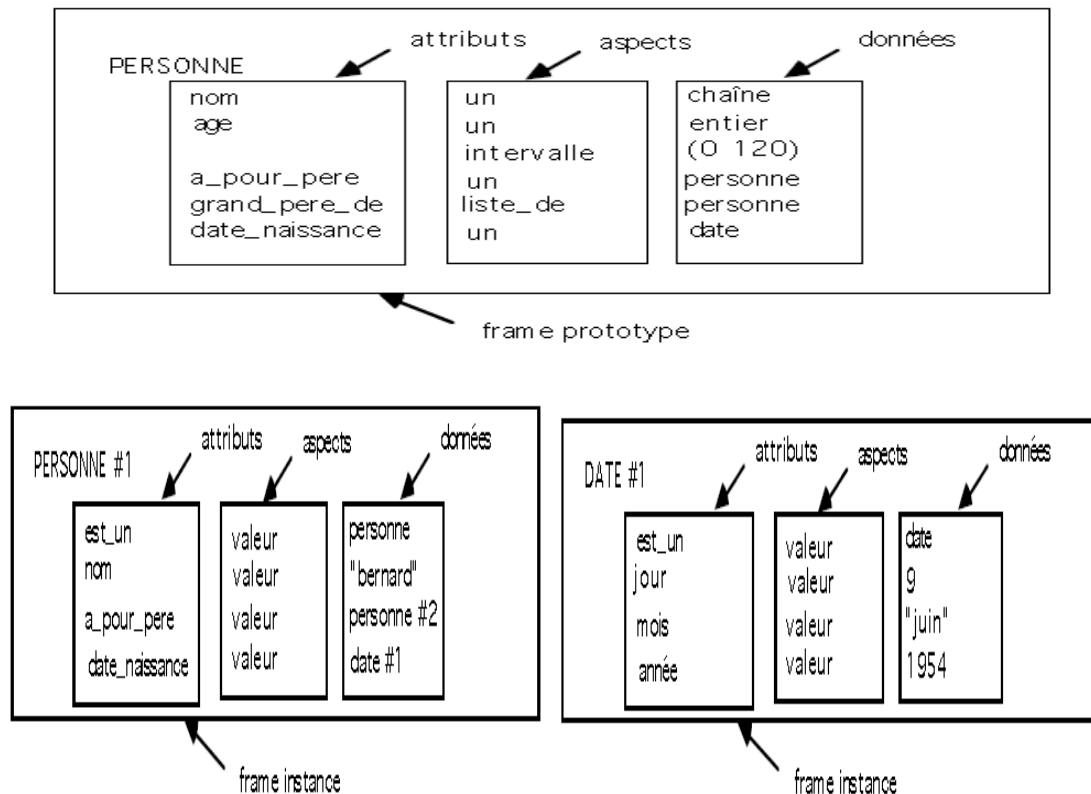 attributs aspects données
PERSONNE
nom un chaîne
age un entier
intervalle (0 120)
a_pour_pere un personne
grand_pere_de liste_de personne
date_naissance un date
frame prototype
attributs aspects données
PERSONNE #1
est_un valeur personne
nom valeur "bernard"
a_pour_pere valeur personne #2
date_naissance valeur date #1
frame instance
attributs aspects données
DATE #1
est_un valeur date
jour valeur 9
mois valeur "juin"
année valeur 1954
frame instance